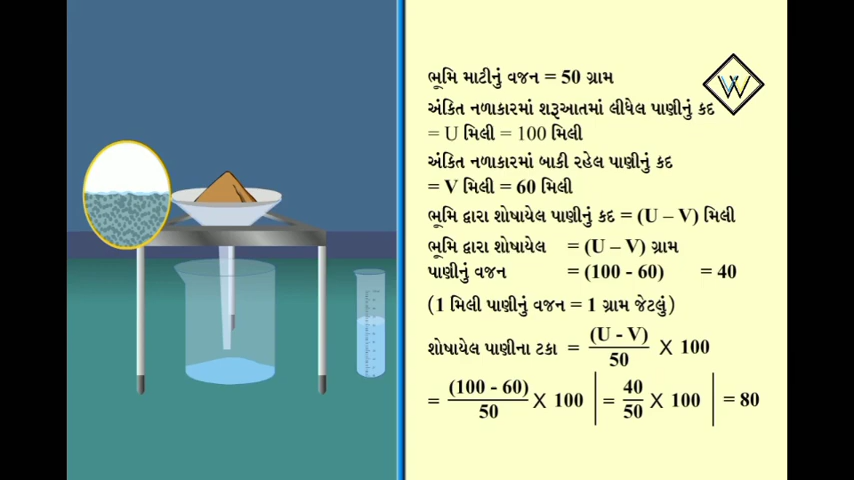 ભૂમિ માટીનું વજન = 50 ગ્રામ
W
અંકિત નળાકારમાં શરૂઆતમાં લીધેલ પાણીનું કદ
= U મિલી = 100 મિલી
અંકિત નળાકારમાં બાકી રહેલ પાણીનું કદ
= V મિલી = 60 મિલી
ભૂમિ દ્વારા શોષાયેલ પાણીનું કદ = (U – V) મિલી
ભૂમિ દ્વારા શોષાયેલ = (U – V) ગ્રામ
પાણીનું વજન = (100 - 60) = 40
(1 મિલી પાણીનું વજન = 1 ગ્રામ જેટલું)
શોષાયેલ પાણીના ટકા = (U - V)/50 X 100
= (100 - 60)/50 X 100 | = 40/50 X 100 | = 80